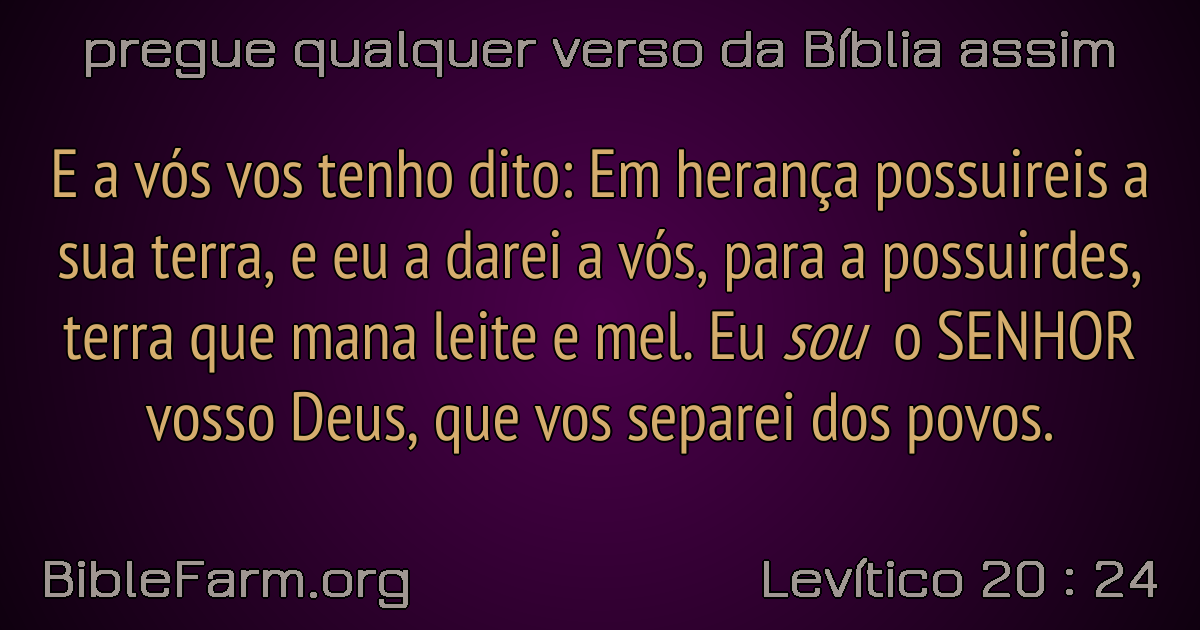 pregue qualquer verso da Bíblia assim
E a vós vos tenho dito: Em herança possuireis a
sua terra, e eu a darei a vós, para a possuirdes,
terra que mana leite e mel. Eu sou o SENHOR
vosso Deus, que vos separei dos povos.
BibleFarm.org
Levítico 20 : 24